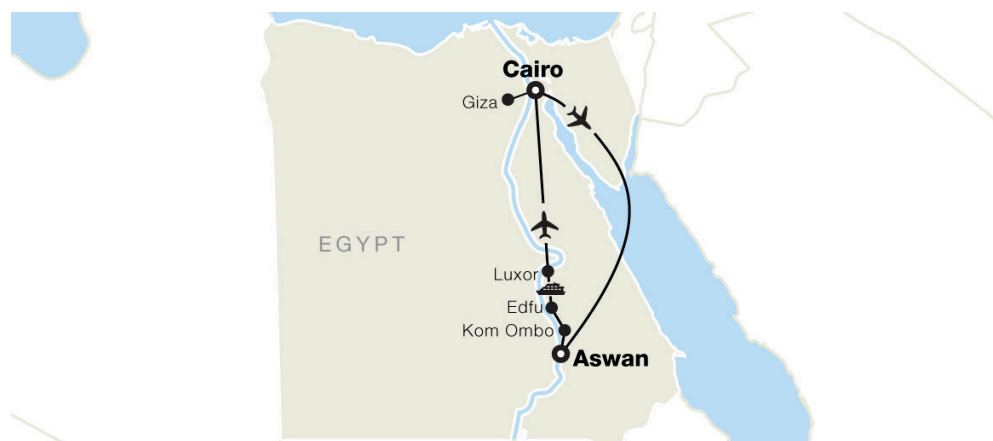 Cairo
Giza
EGYPT
Luxor
Edfu
Kom Ombo
Aswan